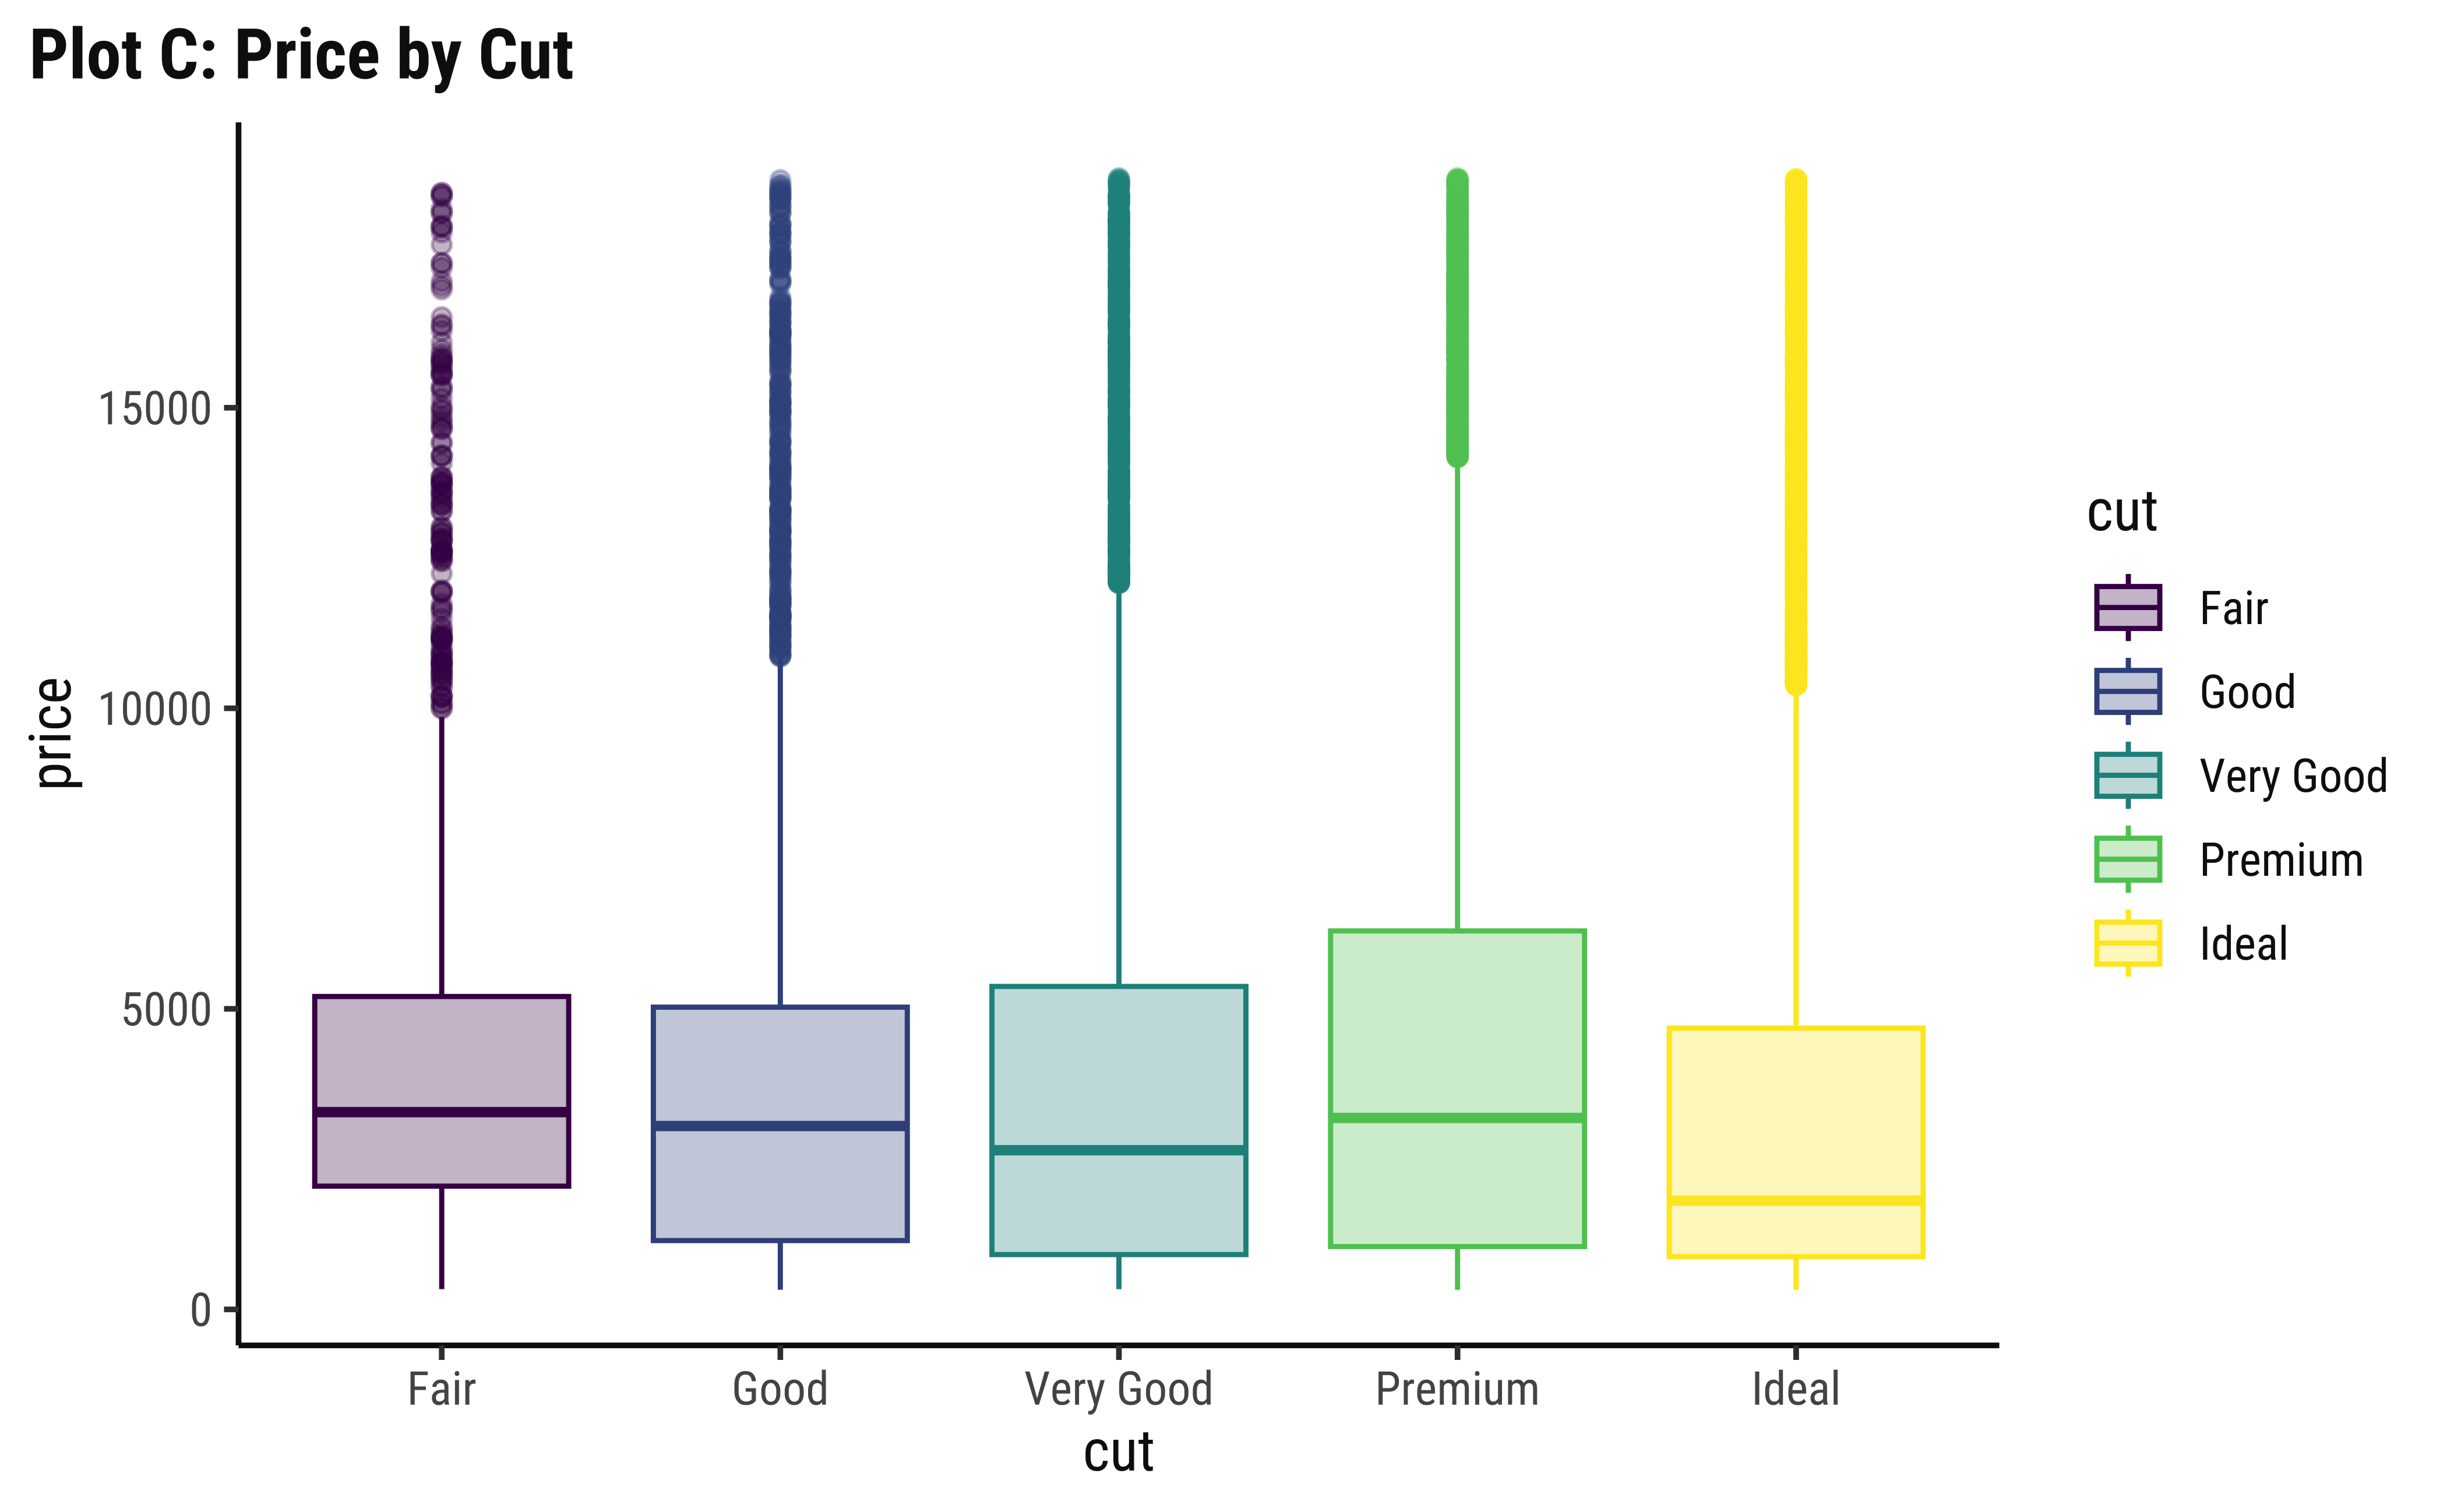 Plot C: Price by Cut
price
15000
10000
5000
0
Fair
Good
Very Good
Premium
Ideal
cut
cut
Fair
Good
Very Good
Premium
Ideal